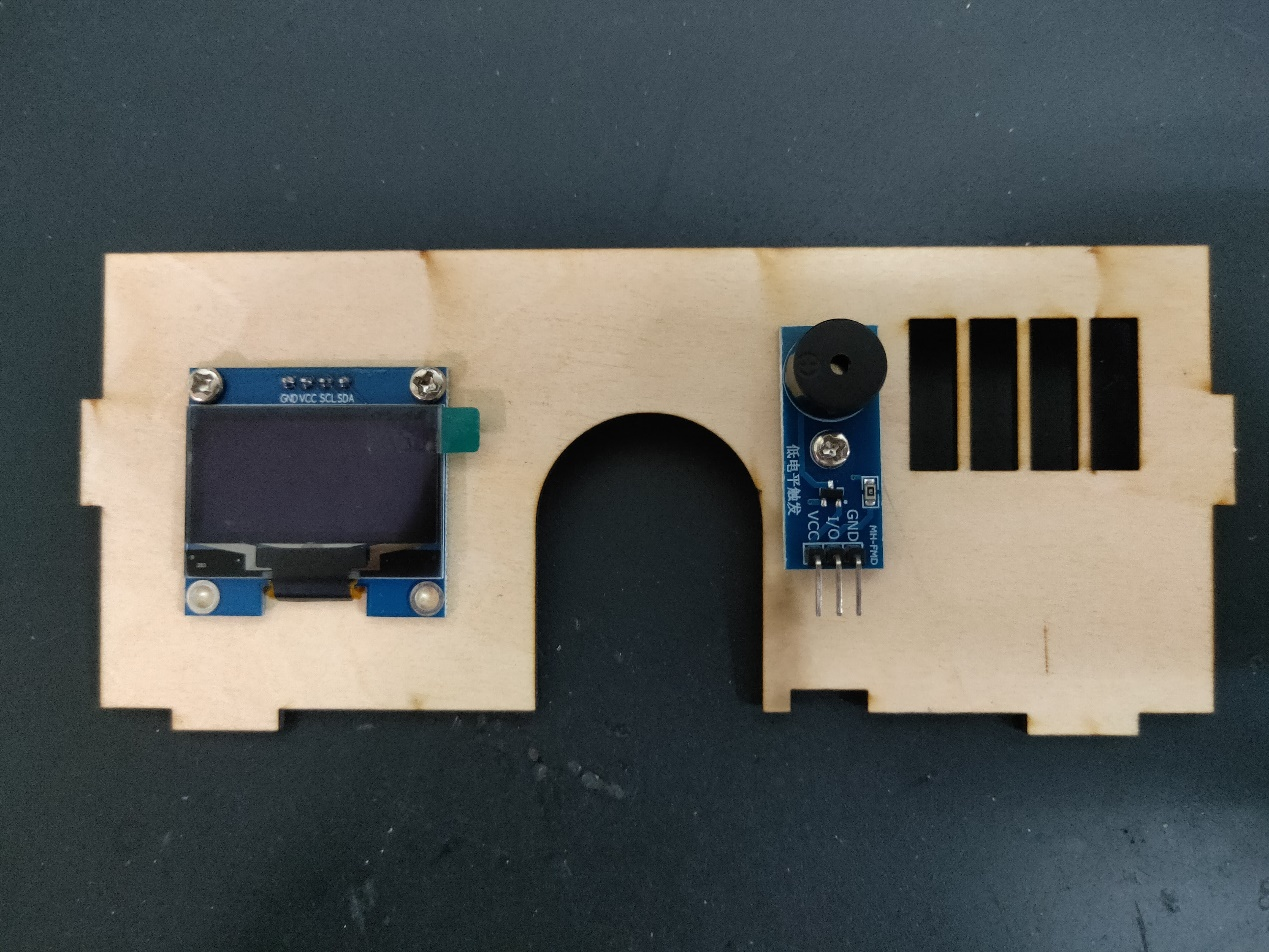 GND VCC SCL SDA
低电平触发
VCC
I/O
GND
MH-FMD